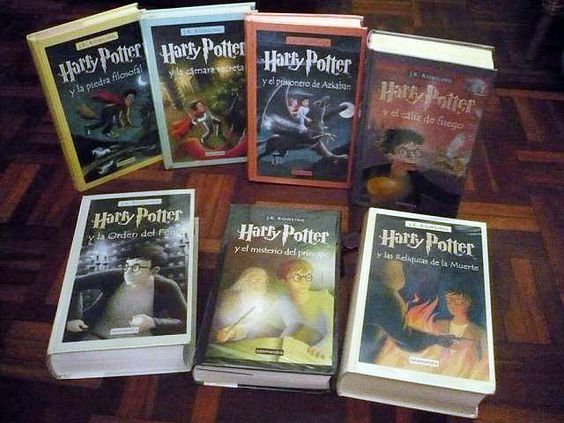 J.K. ROWLING
Harry Potter
y la piedra filosofal
Harry Potter
y la cámara secreta
Harry Potter
y el prisionero de Azkaban
J.K. ROWLING
Harry Potter
y el cáliz de fuego
Harry Potter
y la Orden del Fénix
salamandra
J.K. ROWLING
Harry Potter
y el misterio del príncipe
salamandra
J.K. ROWLING
Harry Potter
y las Reliquias de la Muerte
salamandra